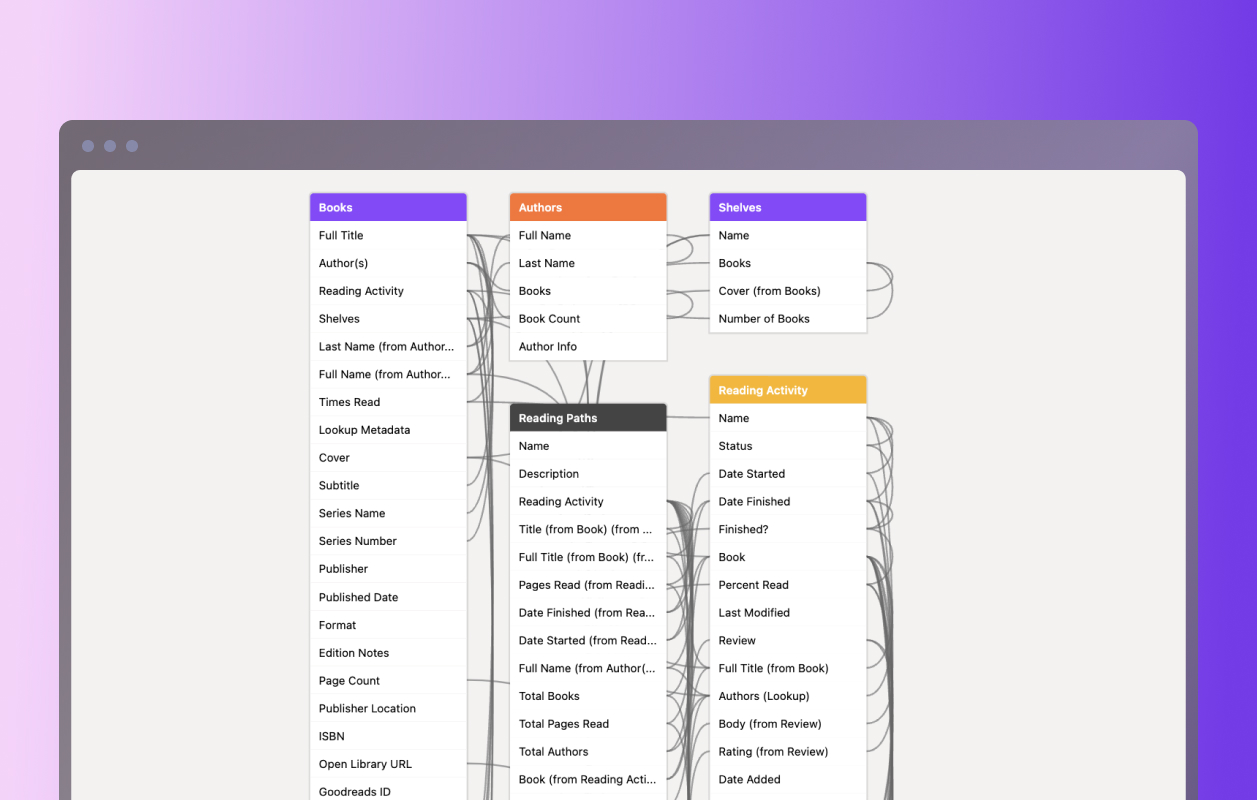 Books
Full Title
Author(s)
Reading Activity
Shelves
Last Name (from Author...
Full Name (from Author...
Times Read
Lookup Metadata
Cover
Subtitle
Series Name
Series Number
Publisher
Published Date
Format
Edition Notes
Page Count
Publisher Location
ISBN
Open Library URL
Goodreads ID
Authors
Full Name
Last Name
Books
Book Count
Author Info
Reading Paths
Name
Description
Reading Activity
Title (from Book) (from ...
Full Title (from Book) (fr...
Pages Read (from Readi...
Date Finished (from Rea...
Date Started (from Read...
Full Name (from Author(...
Total Books
Total Pages Read
Total Authors
Book (from Reading Acti...
Shelves
Name
Books
Cover (from Books)
Number of Books
Reading Activity
Name
Status
Date Started
Date Finished
Finished?
Book
Percent Read
Last Modified
Review
Full Title (from Book)
Authors (Lookup)
Body (from Review)
Rating (from Review)
Date Added